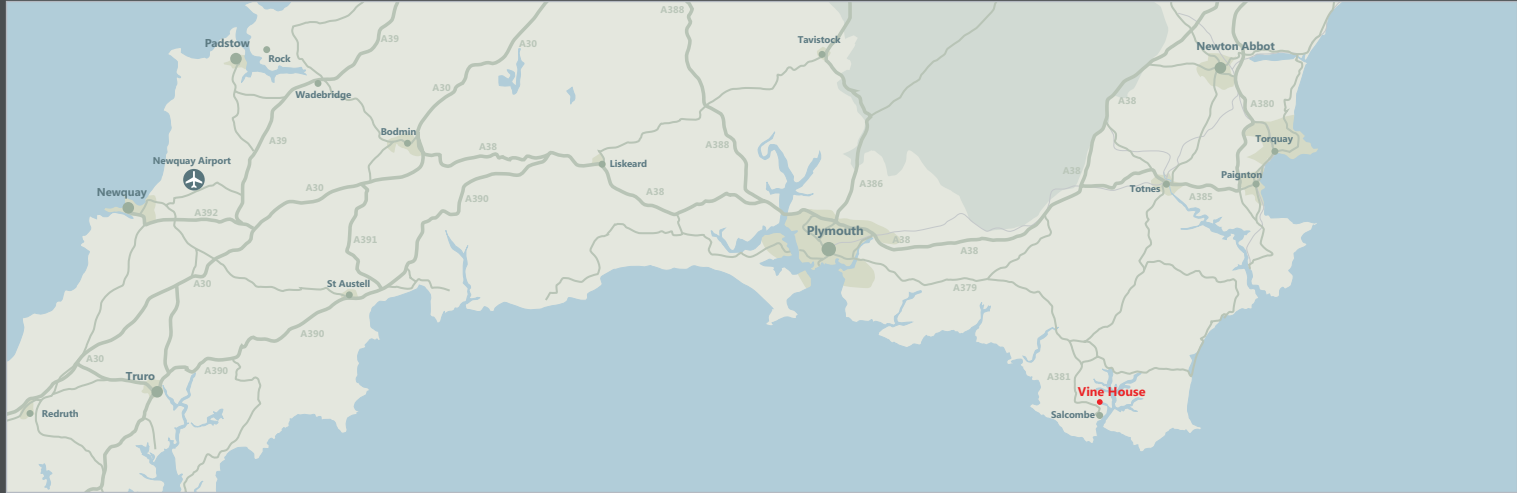 A388
Padstow
A39
A30
Tavistock
Newton Abbot
Rock
Wadebridge
A30
A38
A380
Bodmin
A39
A38
A388
Torquay
Newquay Airport
Liskeard
A38
Paignton
Newquay
A30
A38
A386
Totnes
A392
A390
A385
A391
Plymouth
A38
A38
A30
St Austell
A379
A390
A30
A390
Truro
A381
Vine House
Redruth
Salcombe